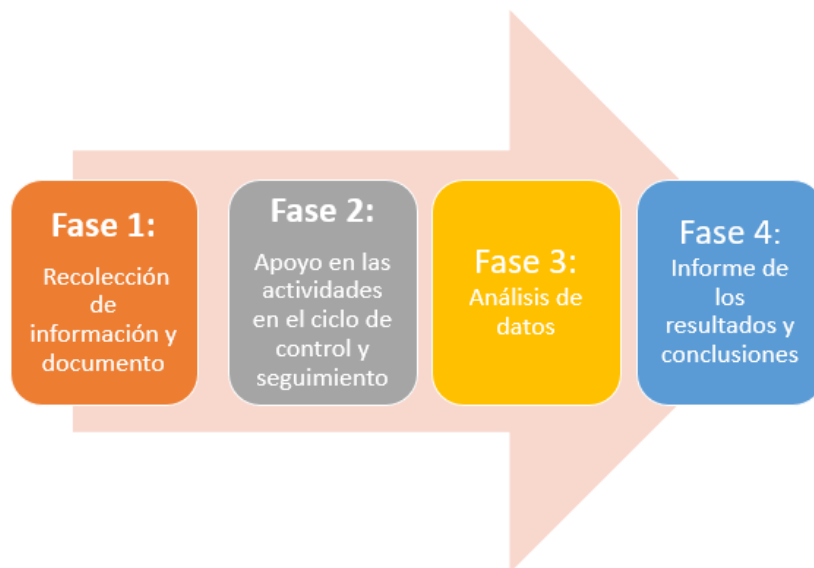 Fase 1:
Recolección
de
información y
documento
Fase 2:
Apoyo en las
actividades
en el ciclo de
control y
seguimiento
Fase 3:
Análisis de
datos
Fase 4:
Informe de
los
resultados y
conclusiones